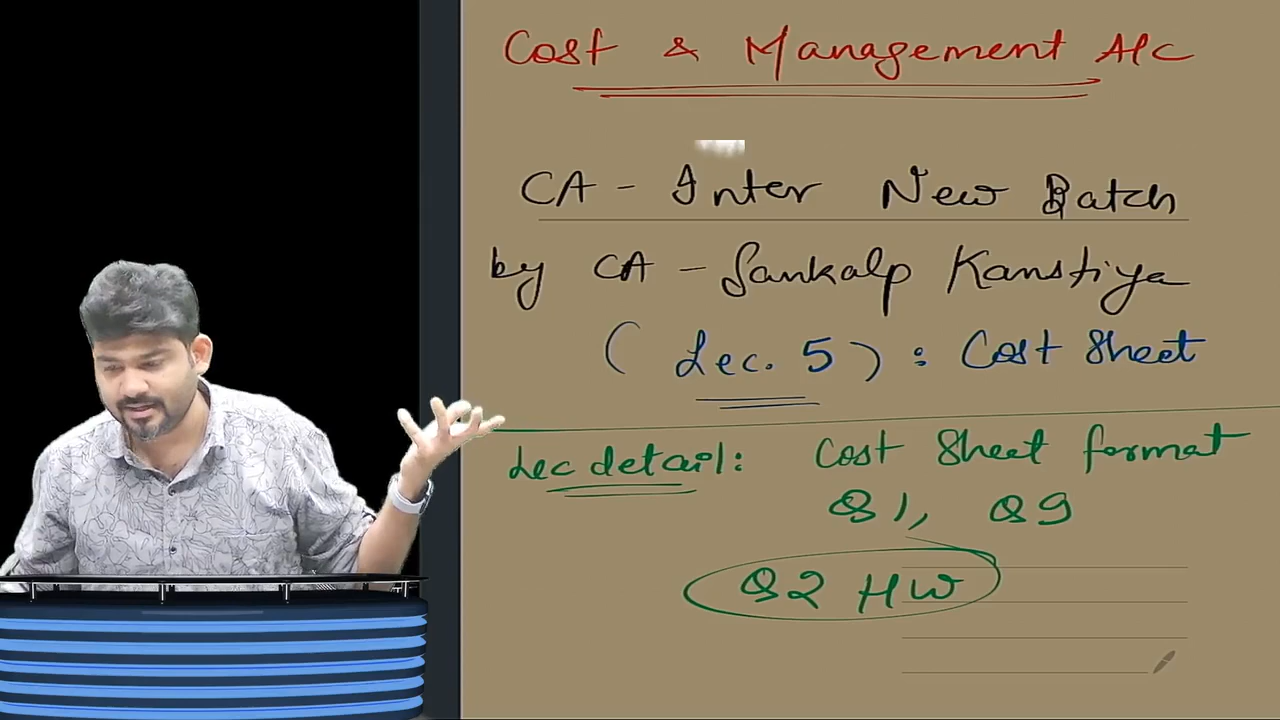 Cost & Management A/c
CA - Inter New Batch
by CA - Sankalp Kanstiya
( Lec. 5 ) : Cost Sheet
Lec detail : Cost Sheet format
Q1, Q9
Q2 HW